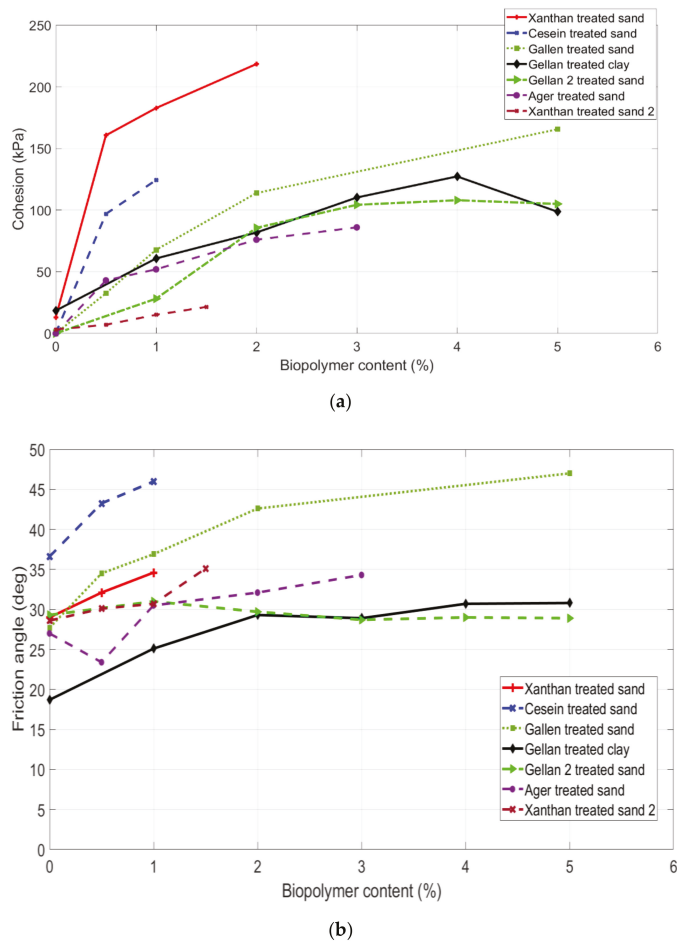 250
200
150
100
50
0
Cohesion (kPa)
Xanthan treated sand
Cesein treated sand
Gallen treated sand
Gellan treated clay
Gellan 2 treated sand
Ager treated sand
Xanthan treated sand 2
0 1 2 3 4 5 6
Biopolymer content (%)
(a)
50
45
40
35
30
25
20
15
10
5
0
Friction angle (deg)
Xanthan treated sand
Cesein treated sand
Gallen treated sand
Gellan treated clay
Gellan 2 treated sand
Ager treated sand
Xanthan treated sand 2
0 1 2 3 4 5 6
Biopolymer content (%)
(b)